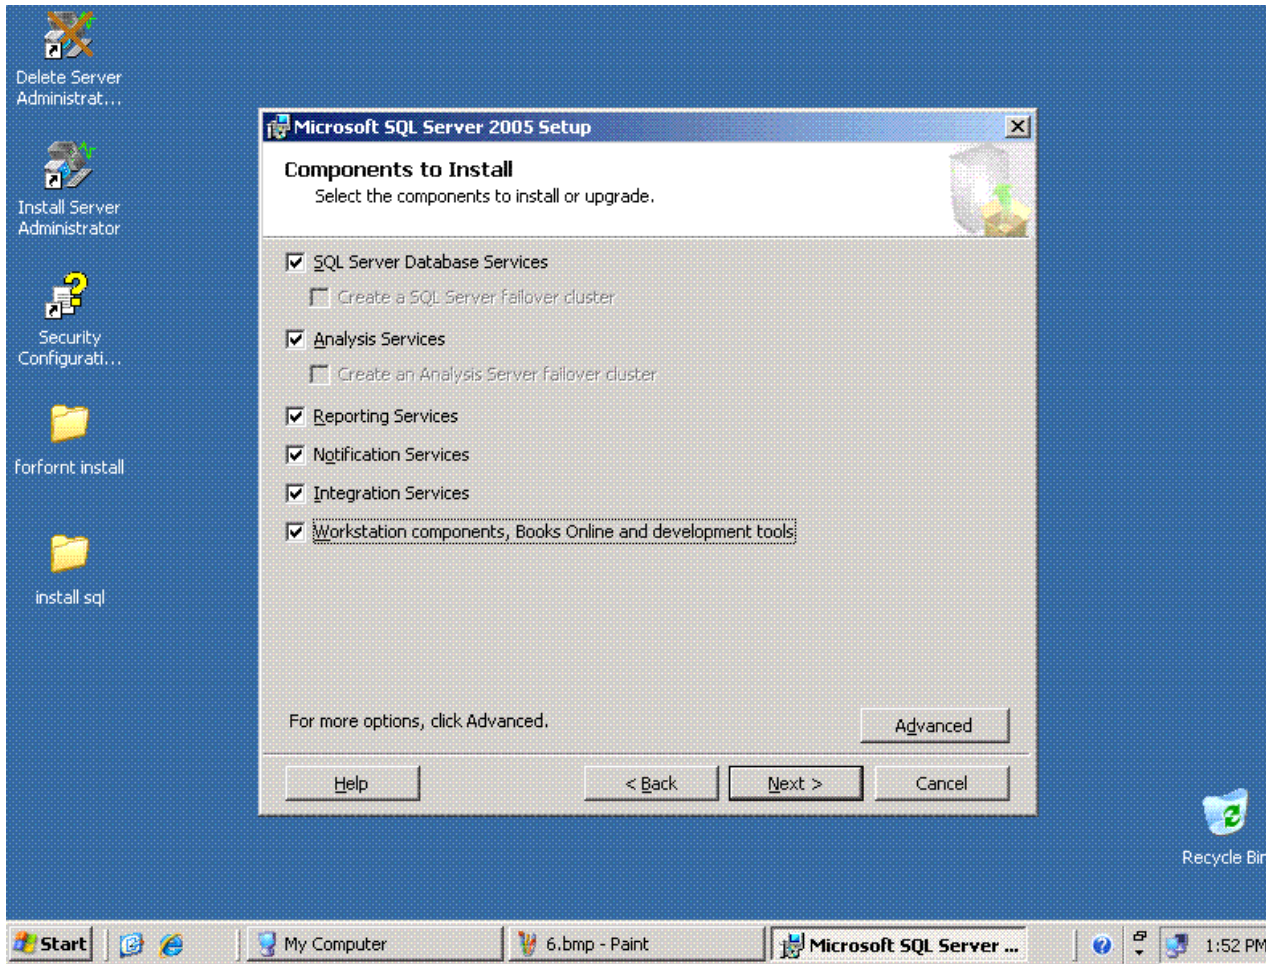 Delete Server
Administrat...
Install Server
Administrator
Security
Configurati...
forfornt install
install sql
Microsoft SQL Server 2005 Setup
Components to Install
Select the components to install or upgrade.
SQL Server Database Services
Create a SQL Server failover cluster
Analysis Services
Create an Analysis Server failover cluster
Reporting Services
Notification Services
Integration Services
Workstation components, Books Online and development tools
For more options, click Advanced.
Advanced
Help
< Back
Next >
Cancel
Recycle Bin
Start
My Computer
6.bmp - Paint
Microsoft SQL Server ...
1:52 PM